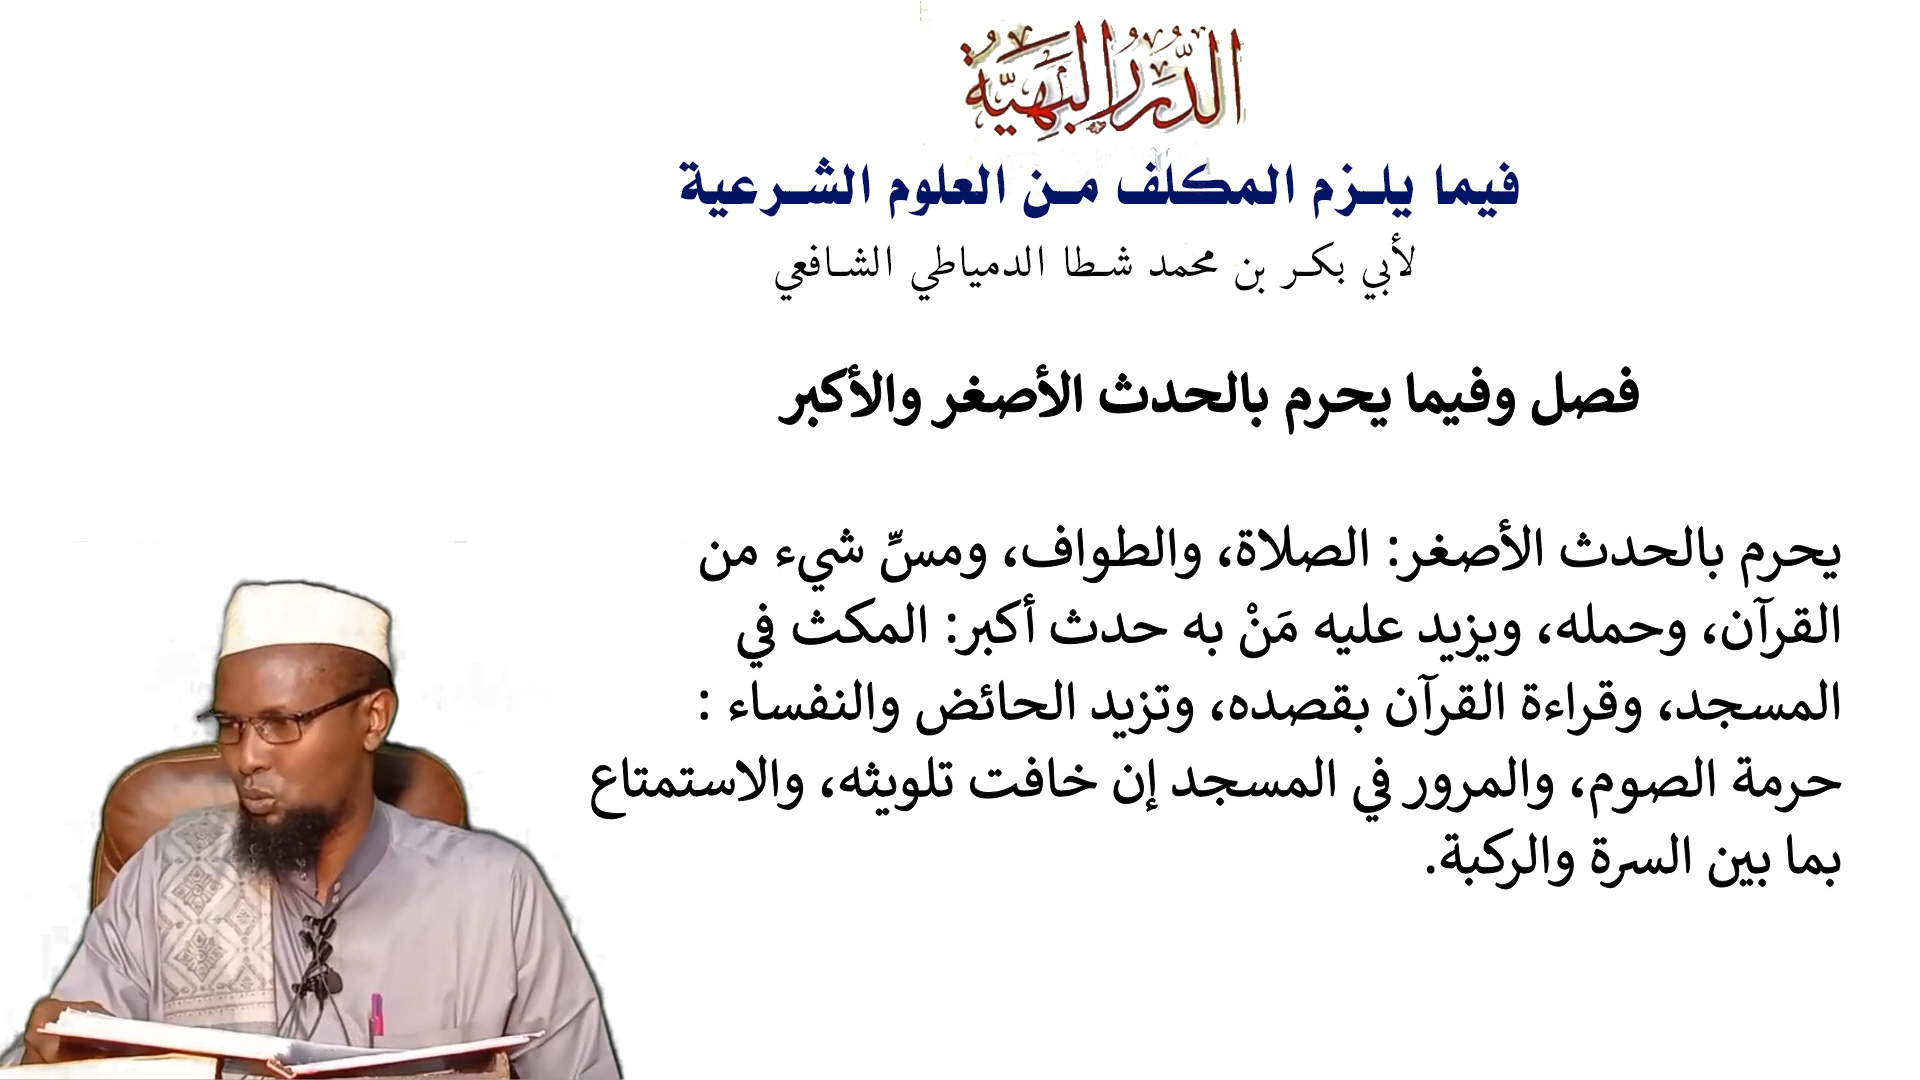 الدُّرَرُ البَهِيَّة
فيما يلزم المكلف من العلوم الشرعية
لأبي بكر بن محمد شطا الدمياطي الشافعي
فصل وفيما يحرم بالحدث الأصغر والأكبر
يحرم بالحدث الأصغر: الصلاة، والطواف، ومسِّ شيء من
القرآن، وحمله، ويزيد عليه مَنْ به حدث أكبر: المكث في
المسجد، وقراءة القرآن بقصده، وتزيد الحائض والنفساء :
حرمة الصوم، والمرور في المسجد إن خافت تلويثه، والاستمتاع
بما بين السرة والركبة.